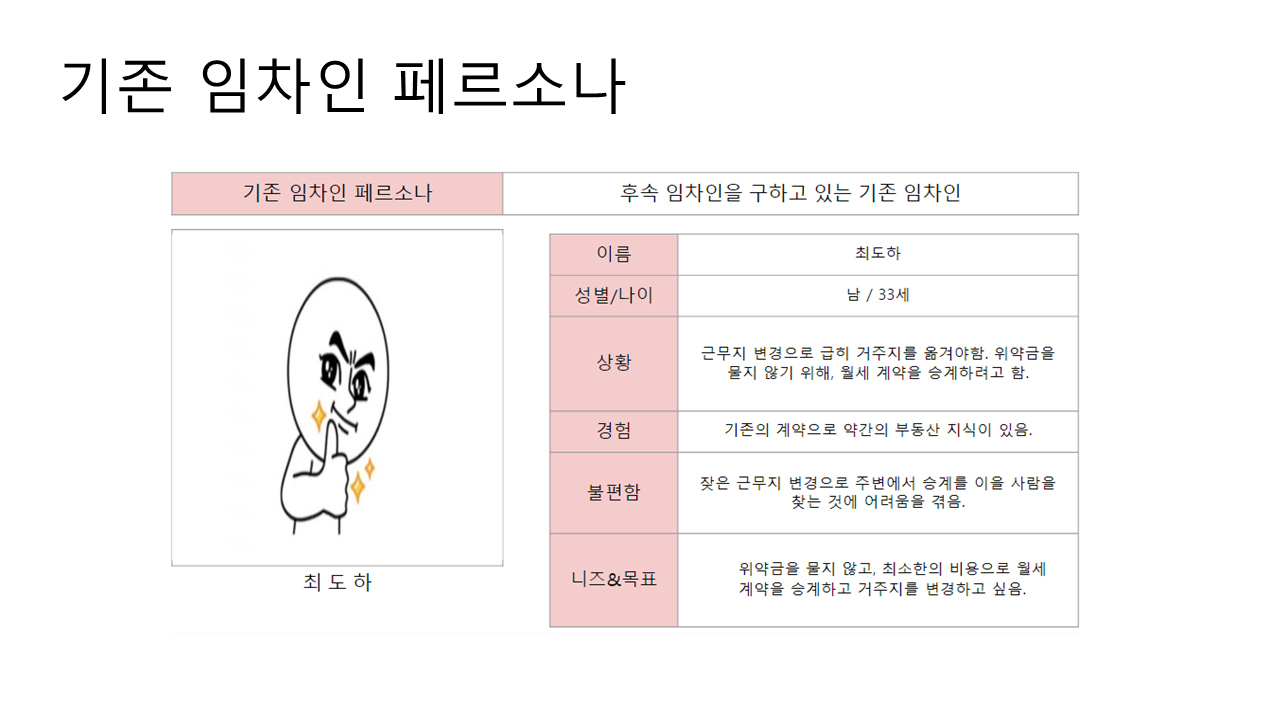 기존 임차인 페르소나
기존 임차인 페르소나
후속 임차인을 구하고 있는 기존 임차인
최 도 하
이름
최도하
성별/나이
남 / 33세
상황
근무지 변경으로 급히 거주지를 옮겨야함. 위약금을
물지 않기 위해, 월세 계약을 승계하려고 함.
경험
기존의 계약으로 약간의 부동산 지식이 있음.
불편함
잦은 근무지 변경으로 주변에서 승계를 이을 사람을
찾는 것에 어려움을 겪음.
니즈&목표
위약금을 물지 않고, 최소한의 비용으로 월세
계약을 승계하고 거주지를 변경하고 싶음.